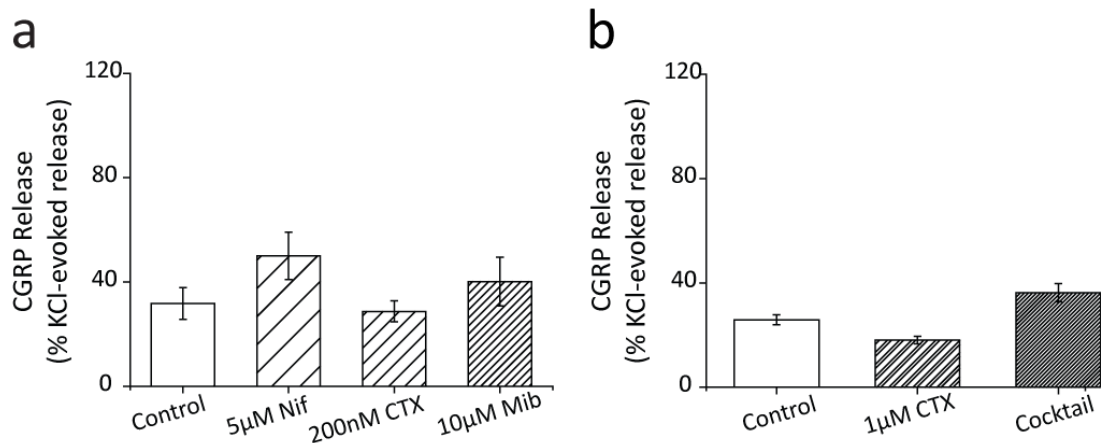 a
CGRP Release
(% KCl-evoked release)
120
80
40
0
Control
5µM Nif
200nM CTX
10µM Mib
b
CGRP Release
(% KCl-evoked release)
120
80
40
0
Control
1µM CTX
Cocktail